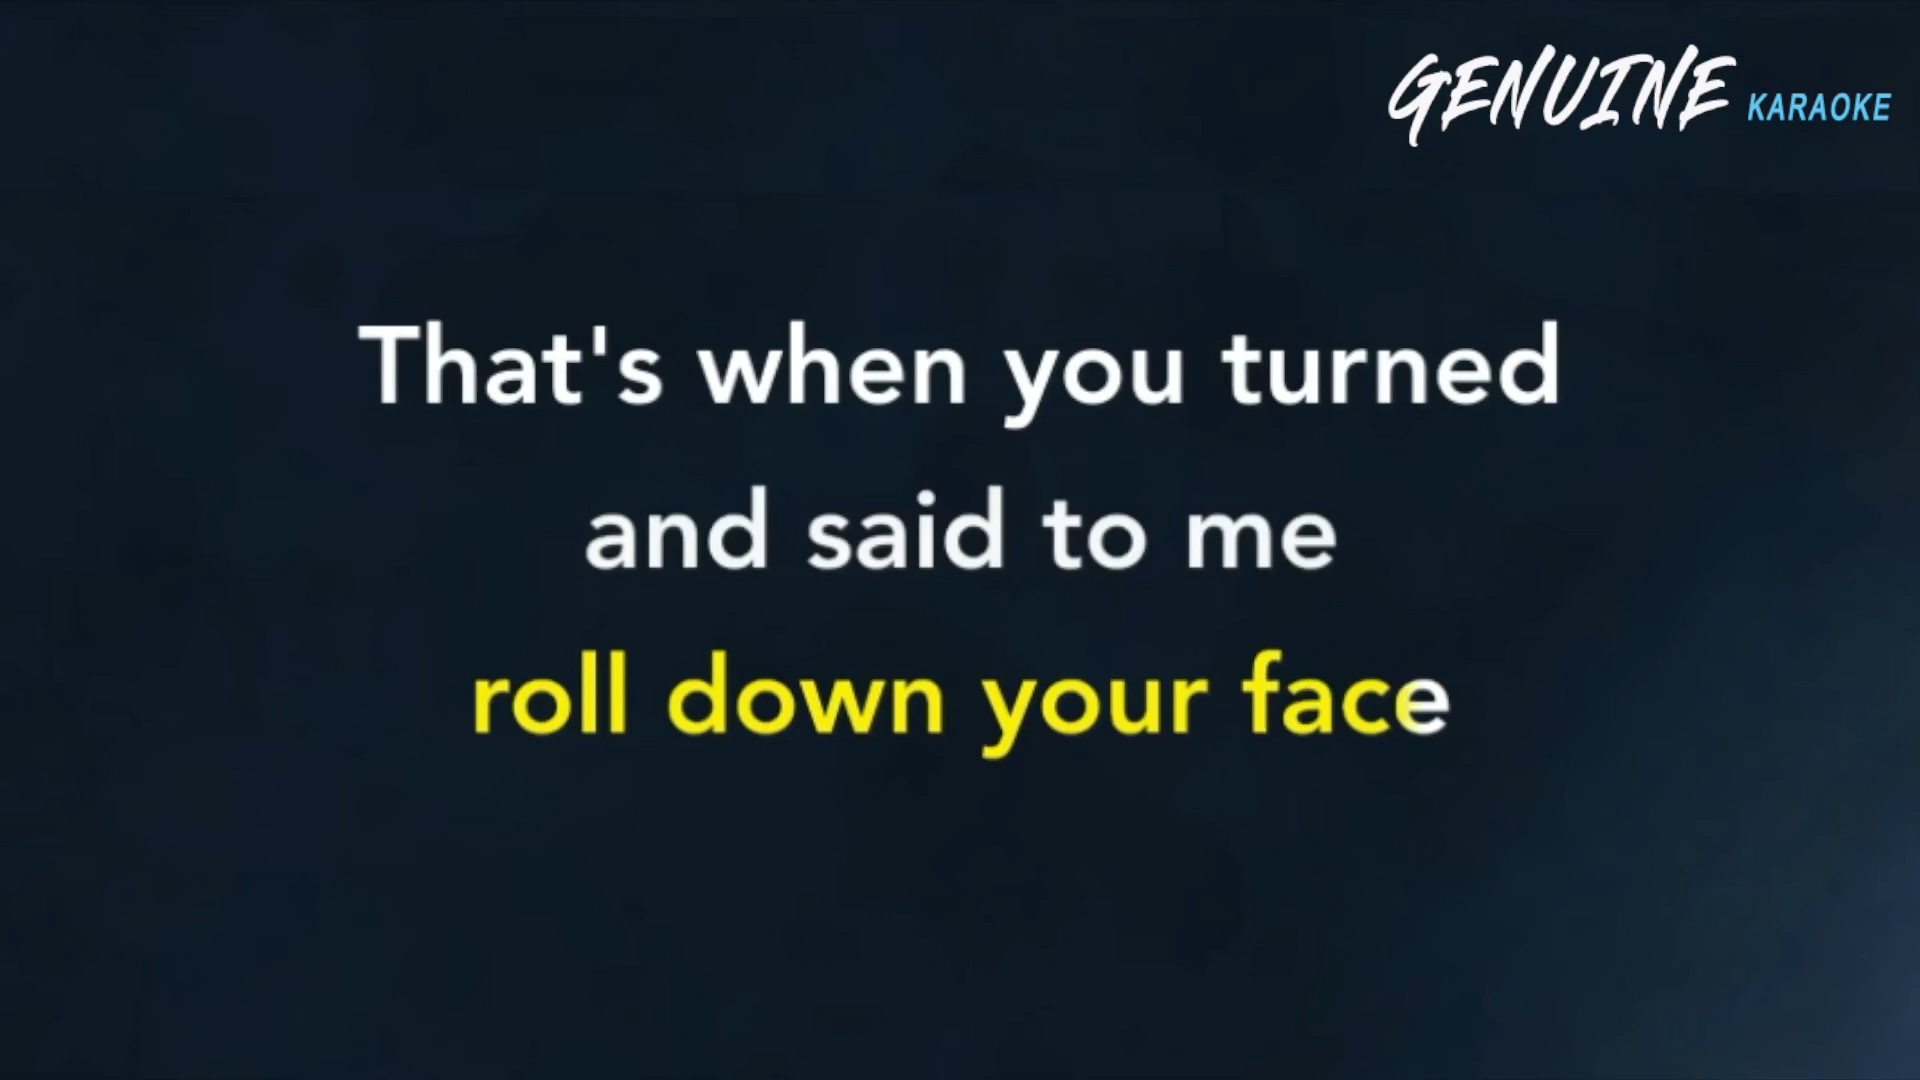 GENUINE KARAOKE
That's when you turned
and said to me
roll down your face